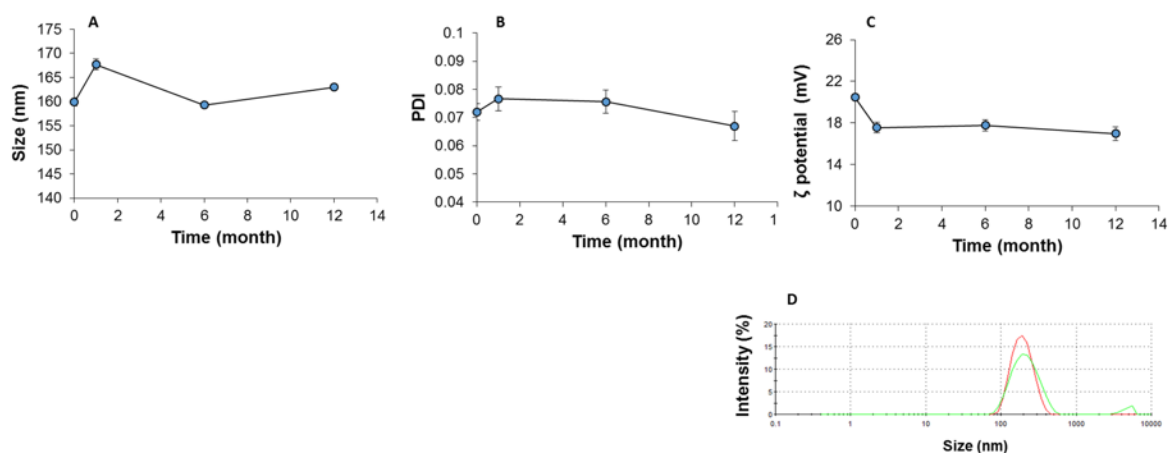 A
Size (nm)
175
170
165
160
155
150
145
140
0 2 4 6 8 10 12 14
Time (month)
B
PDI
0.1
0.09
0.08
0.07
0.06
0.05
0.04
0 2 4 6 8 10 12 1
Time (month)
C
ζ potential (mV)
26
22
18
14
10
0 2 4 6 8 10 12 14
Time (month)
D
Intensity (%)
20
15
10
5
0
0.1 1 10 100 1000 10000
Size (nm)